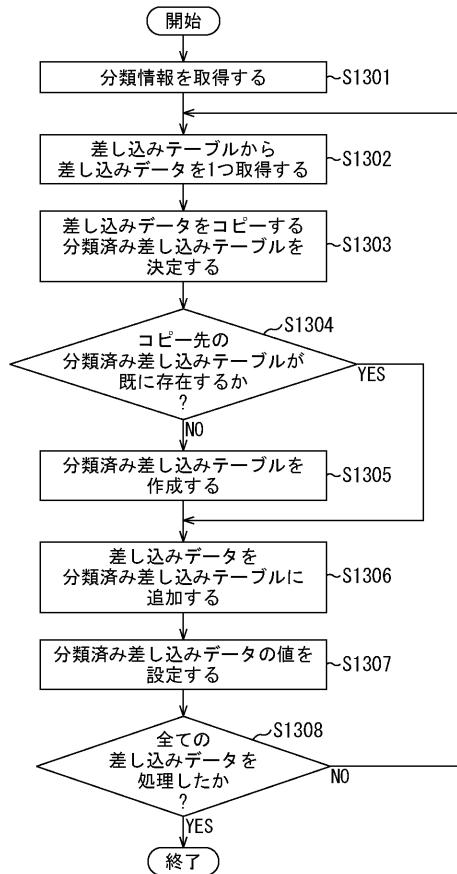 開始
分類情報を取得する
~S1301
差し込みテーブルから
差し込みデータを1つ取得する
~S1302
差し込みデータをコピーする
分類済み差し込みテーブルを
決定する
~S1303
S1304
コピー先の
分類済み差し込みテーブルが
既に存在するか
?
YES
NO
分類済み差し込みテーブルを
作成する
~S1305
差し込みデータを
分類済み差し込みテーブルに
追加する
~S1306
分類済み差し込みデータの値を
設定する
~S1307
S1308
全ての
差し込みデータを
処理したか
?
NO
YES
終了